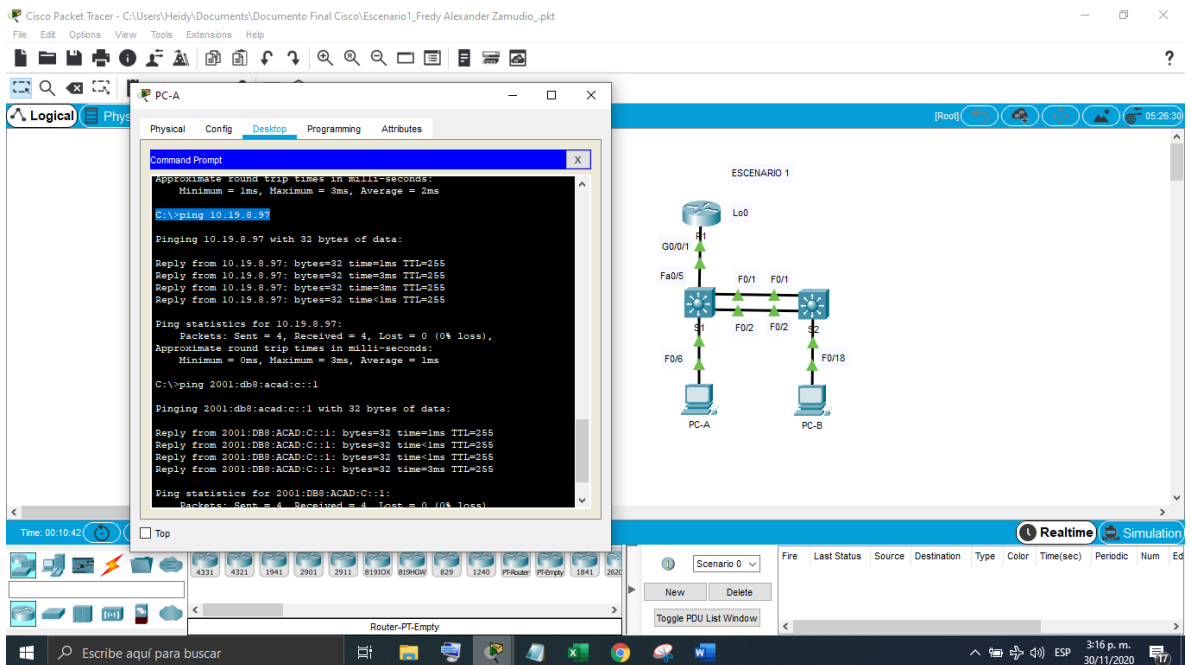 Cisco Packet Tracer - C:\Users\Heidy\Documents\Documento Final Cisco\Escenario1_Fredy Alexander Zamudio_.pkt
File Edit Options View Tools Extensions Help
?
PC-A
Logical
Phys
[Root]
05:26:30
Physical Config Desktop Programming Attributes
Command Prompt
X
Approximate round trip times in milli-seconds:
Minimum = 1ms, Maximum = 3ms, Average = 2ms
C:\>ping 10.19.8.97
Pinging 10.19.8.97 with 32 bytes of data:
Reply from 10.19.8.97: bytes=32 time=1ms TTL=255
Reply from 10.19.8.97: bytes=32 time=3ms TTL=255
Reply from 10.19.8.97: bytes=32 time=3ms TTL=255
Reply from 10.19.8.97: bytes=32 time<1ms TTL=255
Ping statistics for 10.19.8.97:
Packets: Sent = 4, Received = 4, Lost = 0 (0% loss),
Approximate round trip times in milli-seconds:
Minimum = 0ms, Maximum = 3ms, Average = 1ms
C:\>ping 2001:db8:acad:c::1
Pinging 2001:db8:acad:c::1 with 32 bytes of data:
Reply from 2001:DB8:ACAD:C::1: bytes=32 time=1ms TTL=255
Reply from 2001:DB8:ACAD:C::1: bytes=32 time<1ms TTL=255
Reply from 2001:DB8:ACAD:C::1: bytes=32 time<1ms TTL=255
Reply from 2001:DB8:ACAD:C::1: bytes=32 time=3ms TTL=255
Ping statistics for 2001:DB8:ACAD:C::1:
Packets: Sent = 4, Received = 4, Lost = 0 (0% loss)
Top
ESCENARIO 1
Lo0
R1
G0/0/1
Fa0/5
F0/1 F0/1
S1
F0/2 F0/2
S2
F0/6
F0/18
PC-A
PC-B
Time: 00:10:42
Realtime
Simulation
4331 4321 1941 2901 2911 819IOX 819HGW 829 1240 PT-Router PT-Empty 1841 262
Router-PT-Empty
Scenario 0
New
Delete
Toggle PDU List Window
Fire Last Status Source Destination Type Color Time(sec) Periodic Num Ed
Escribe aquí para buscar
ESP
3:16 p. m.
30/11/2020
17